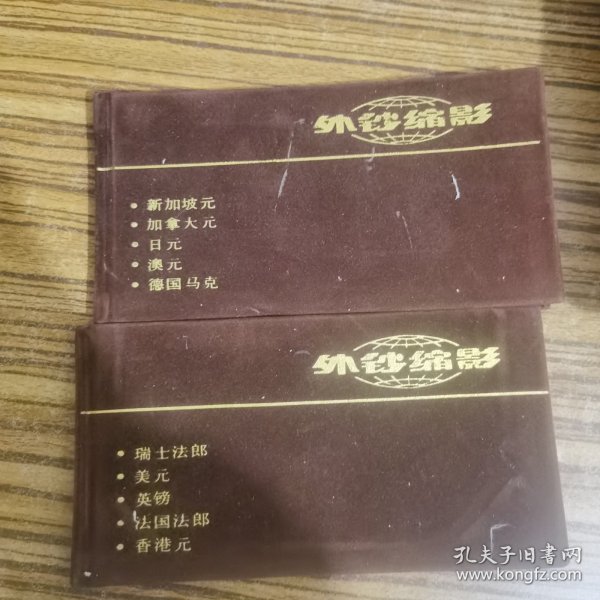 外钞缩影
• 新加坡元
• 加拿大元
• 日元
• 澳元
• 德国马克
外钞缩影
• 瑞士法郎
• 美元
• 英镑
• 法国法郎
• 香港元
孔夫子旧书网
www.kongfz.com